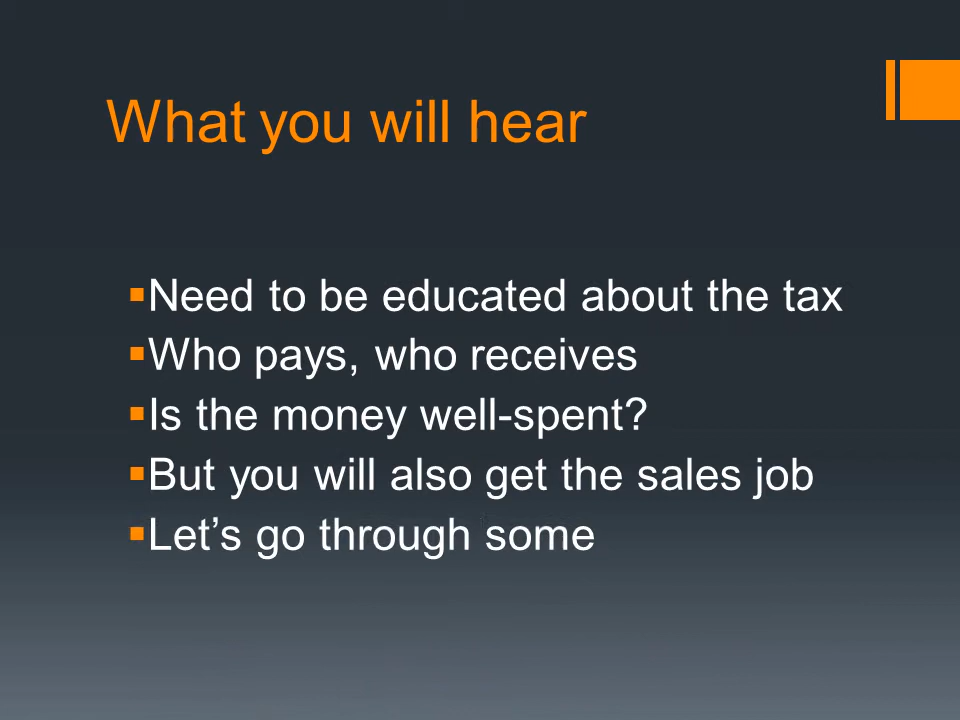 What you will hear
▪Need to be educated about the tax
▪Who pays, who receives
▪Is the money well-spent?
▪But you will also get the sales job
▪Let’s go through some